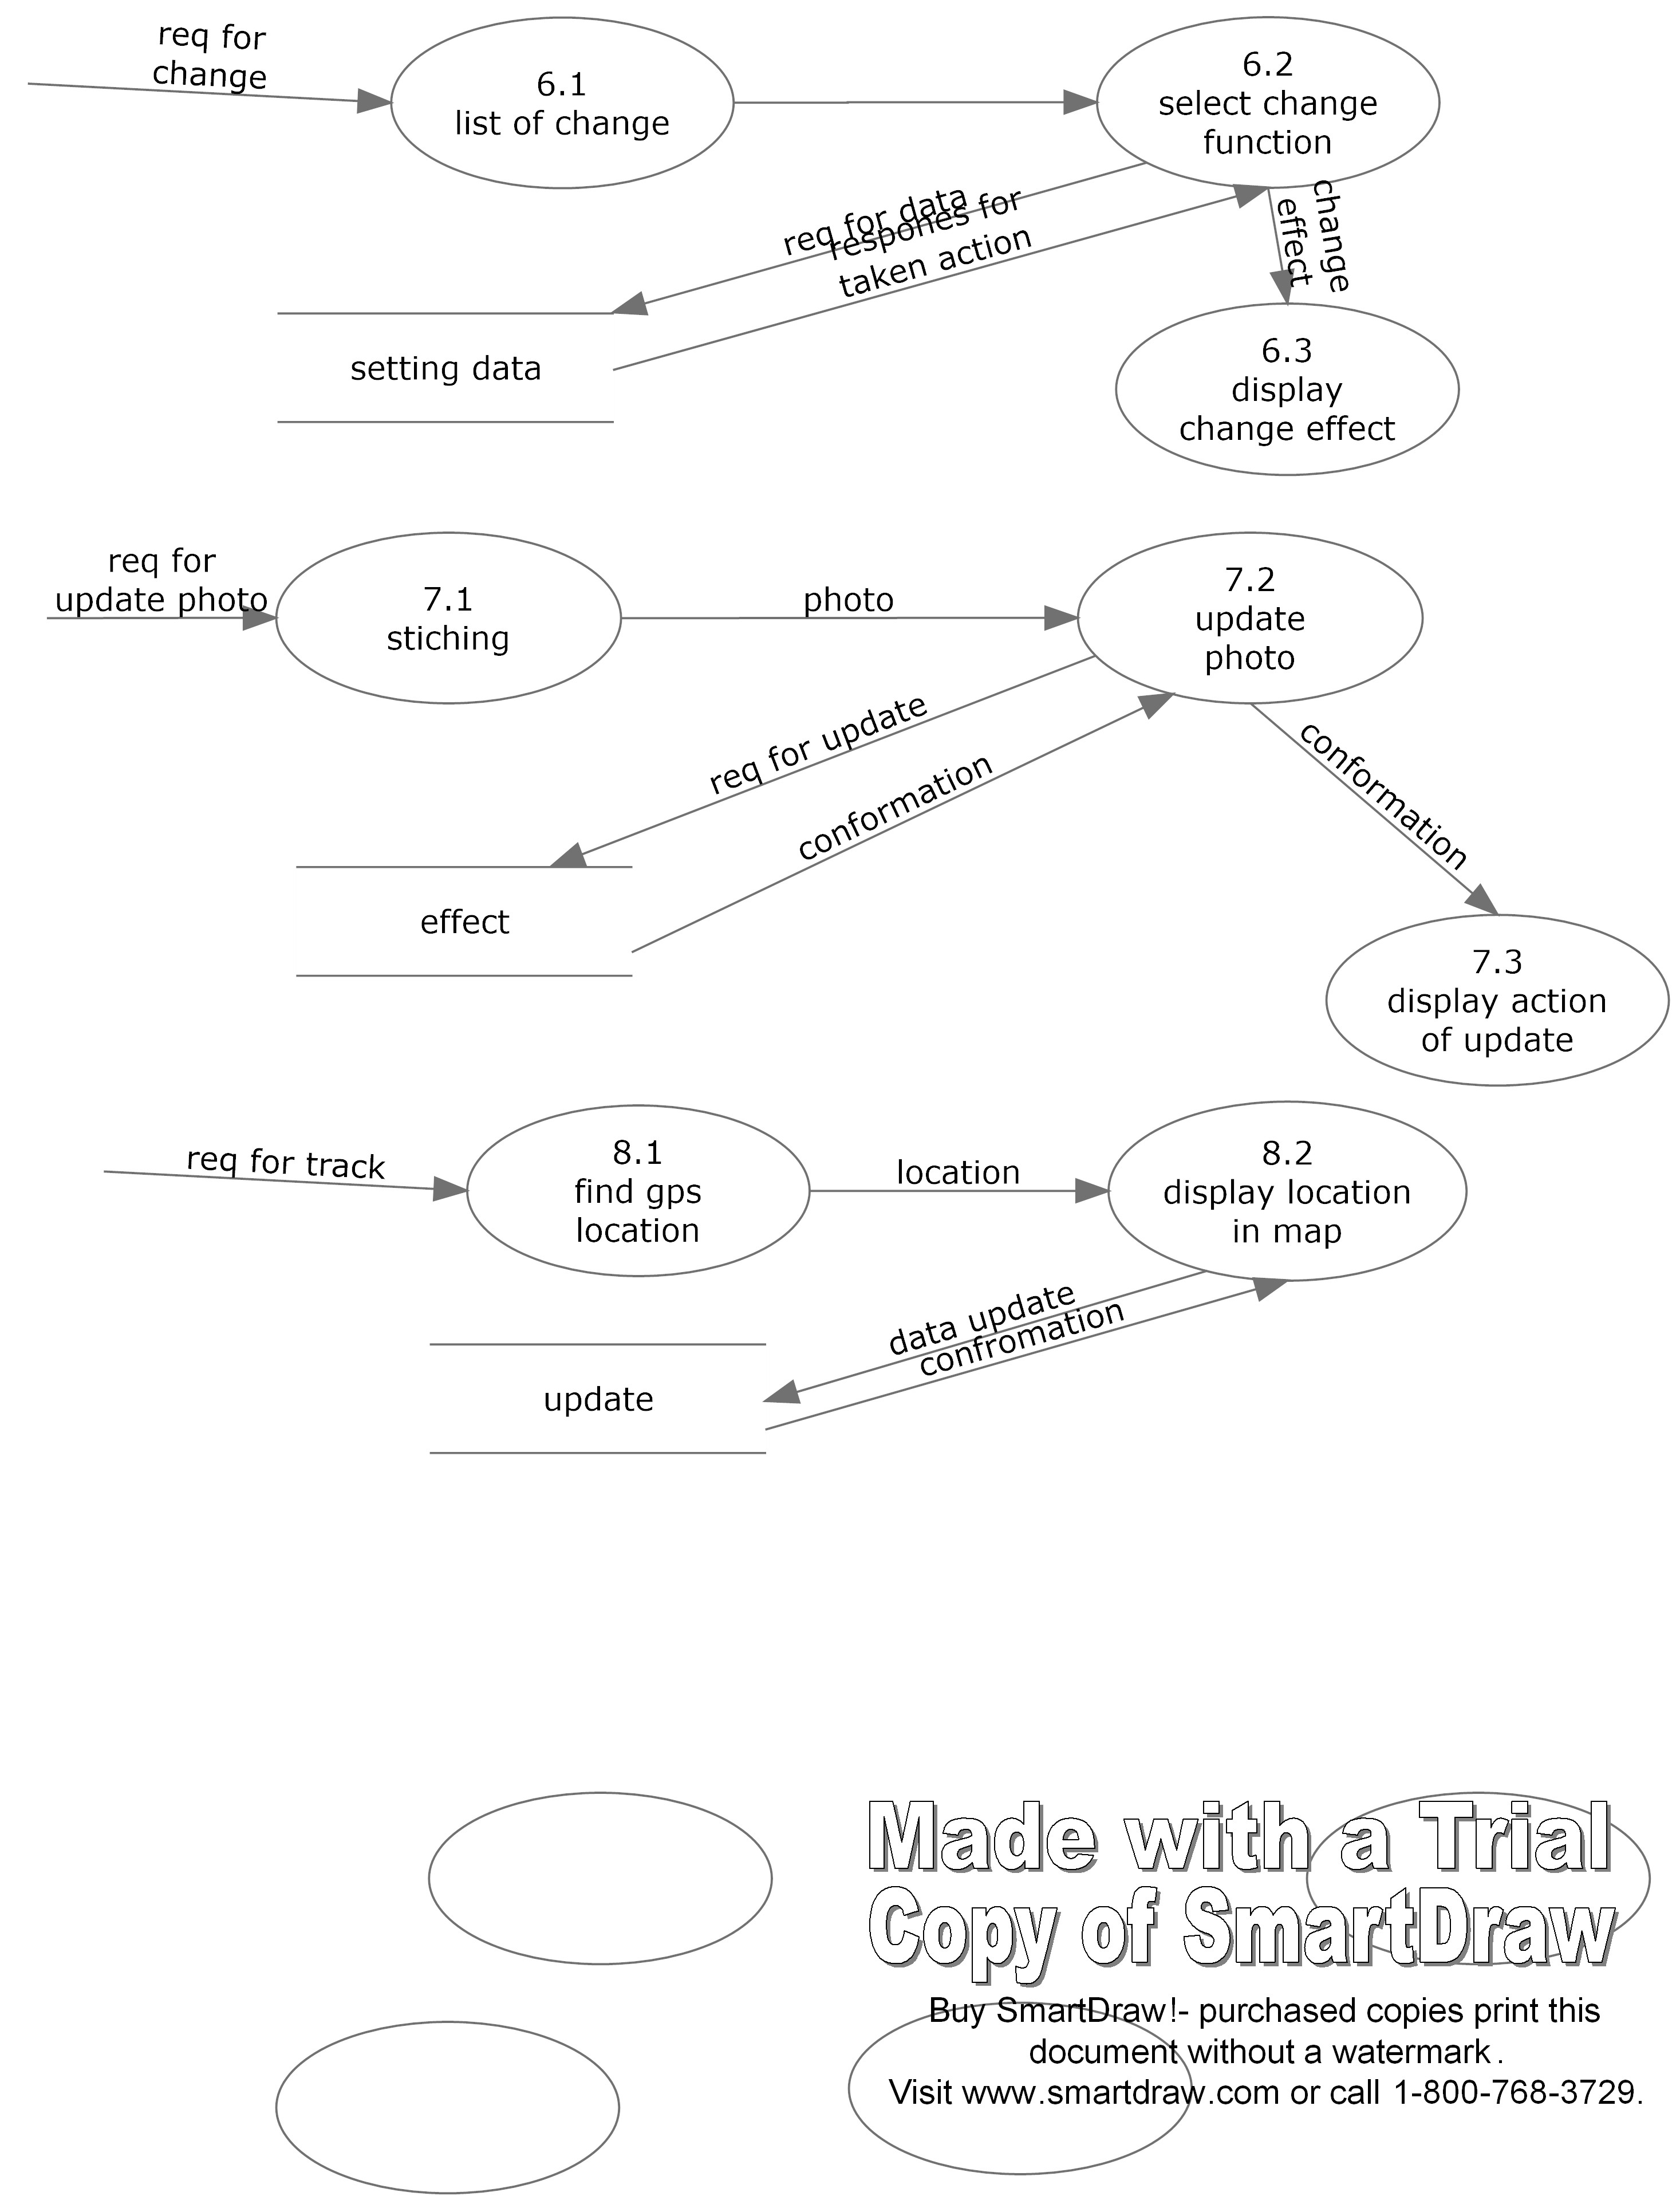 req for
change
6.1
list of change
6.2
select change
function
req for data
respones for
taken action
change
effect
setting data
6.3
display
change effect
req for
update photo
7.1
stiching
photo
7.2
update
photo
req for update
conformation
conformation
effect
7.3
display action
of update
req for track
8.1
find gps
location
location
8.2
display location
in map
data update
confromation
update
Made with a Trial
Copy of SmartDraw
Buy SmartDraw!- purchased copies print this
document without a watermark.
Visit www.smartdraw.com or call 1-800-768-3729.